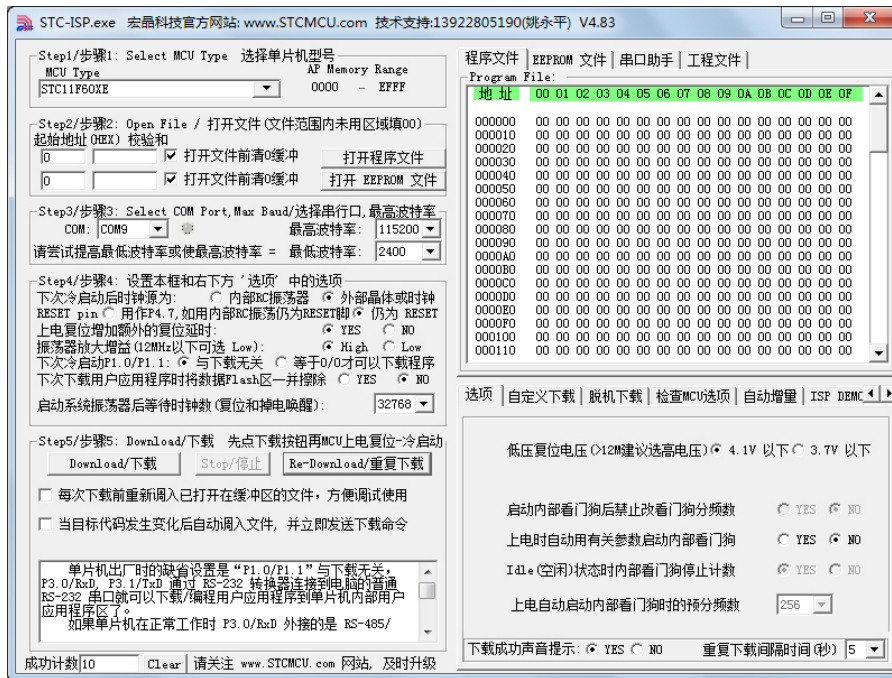 STC-ISP.exe 宏晶科技官方网站: www.STCMCU.com 技术支持:13922805190(姚永平) V4.83
Step1/步骤1: Select MCU Type 选择单片机型号
MCU Type AP Memory Range
STC11F60XE 0000 - EFFF
Step2/步骤2: Open File / 打开文件(文件范围内未用区域填00)
起始地址(HEX) 校验和
0 打开文件前清0缓冲 打开程序文件
0 打开文件前清0缓冲 打开 EEPROM 文件
Step3/步骤3: Select COM Port,Max Baud/选择串行口,最高波特率
COM: COM9 最高波特率: 115200
请尝试提高最低波特率或使最高波特率 = 最低波特率: 2400
Step4/步骤4: 设置本框和右下方 '选项' 中的选项
下次冷启动后时钟源为: 内部RC振荡器 外部晶体或时钟
RESET pin 用作P4.7,如用内部RC振荡仍为RESET脚 仍为 RESET
上电复位增加额外的复位延时: YES NO
振荡器放大增益(12MHz以下可选 Low): High Low
下次冷启动P1.0/P1.1: 与下载无关 等于0/0才可以下载程序
下次下载用户应用程序时将数据Flash区一并擦除 YES NO
启动系统振荡器后等待时钟数(复位和掉电唤醒): 32768
Step5/步骤5: Download/下载 先点下载按钮再MCU上电复位-冷启动
Download/下载 Stop/停止 Re-Download/重复下载
每次下载前重新调入已打开在缓冲区的文件，方便调试使用
当目标代码发生变化后自动调入文件，并立即发送下载命令
单片机出厂时的缺省设置是“P1.0/P1.1”与下载无关，
P3.0/RxD, P3.1/TxD 通过 RS-232 转换器连接到电脑的普通
RS-232 串口就可以下载/编程用户应用程序到单片机内部用户
应用程序区了。
如果单片机在正常工作时 P3.0/RxD 外接的是 RS-485/
成功计数 10 Clear 请关注 www.STCMCU.com 网站, 及时升级
程序文件 EEPROM 文件 串口助手 工程文件
Program File:
地址 00 01 02 03 04 05 06 07 08 09 0A 0B 0C 0D 0E 0F
000000 00 00 00 00 00 00 00 00 00 00 00 00 00 00 00 00
000010 00 00 00 00 00 00 00 00 00 00 00 00 00 00 00 00
000020 00 00 00 00 00 00 00 00 00 00 00 00 00 00 00 00
000030 00 00 00 00 00 00 00 00 00 00 00 00 00 00 00 00
000040 00 00 00 00 00 00 00 00 00 00 00 00 00 00 00 00
000050 00 00 00 00 00 00 00 00 00 00 00 00 00 00 00 00
000060 00 00 00 00 00 00 00 00 00 00 00 00 00 00 00 00
000070 00 00 00 00 00 00 00 00 00 00 00 00 00 00 00 00
000080 00 00 00 00 00 00 00 00 00 00 00 00 00 00 00 00
000090 00 00 00 00 00 00 00 00 00 00 00 00 00 00 00 00
0000A0 00 00 00 00 00 00 00 00 00 00 00 00 00 00 00 00
0000B0 00 00 00 00 00 00 00 00 00 00 00 00 00 00 00 00
0000C0 00 00 00 00 00 00 00 00 00 00 00 00 00 00 00 00
0000D0 00 00 00 00 00 00 00 00 00 00 00 00 00 00 00 00
0000E0 00 00 00 00 00 00 00 00 00 00 00 00 00 00 00 00
0000F0 00 00 00 00 00 00 00 00 00 00 00 00 00 00 00 00
000100 00 00 00 00 00 00 00 00 00 00 00 00 00 00 00 00
000110 00 00 00 00 00 00 00 00 00 00 00 00 00 00 00 00
选项 自定义下载 脱机下载 检查MCU选项 自动增量 ISP DEMO
低压复位电压(>12M建议选高电压) 4.1V 以下 3.7V 以下
启动内部看门狗后禁止改看门狗分频数 YES NO
上电时自动用有关参数启动内部看门狗 YES NO
Idle(空闲)状态时内部看门狗停止计数 YES NO
上电自动启动内部看门狗时的预分频数 256
下载成功声音提示: YES NO 重复下载间隔时间(秒) 5